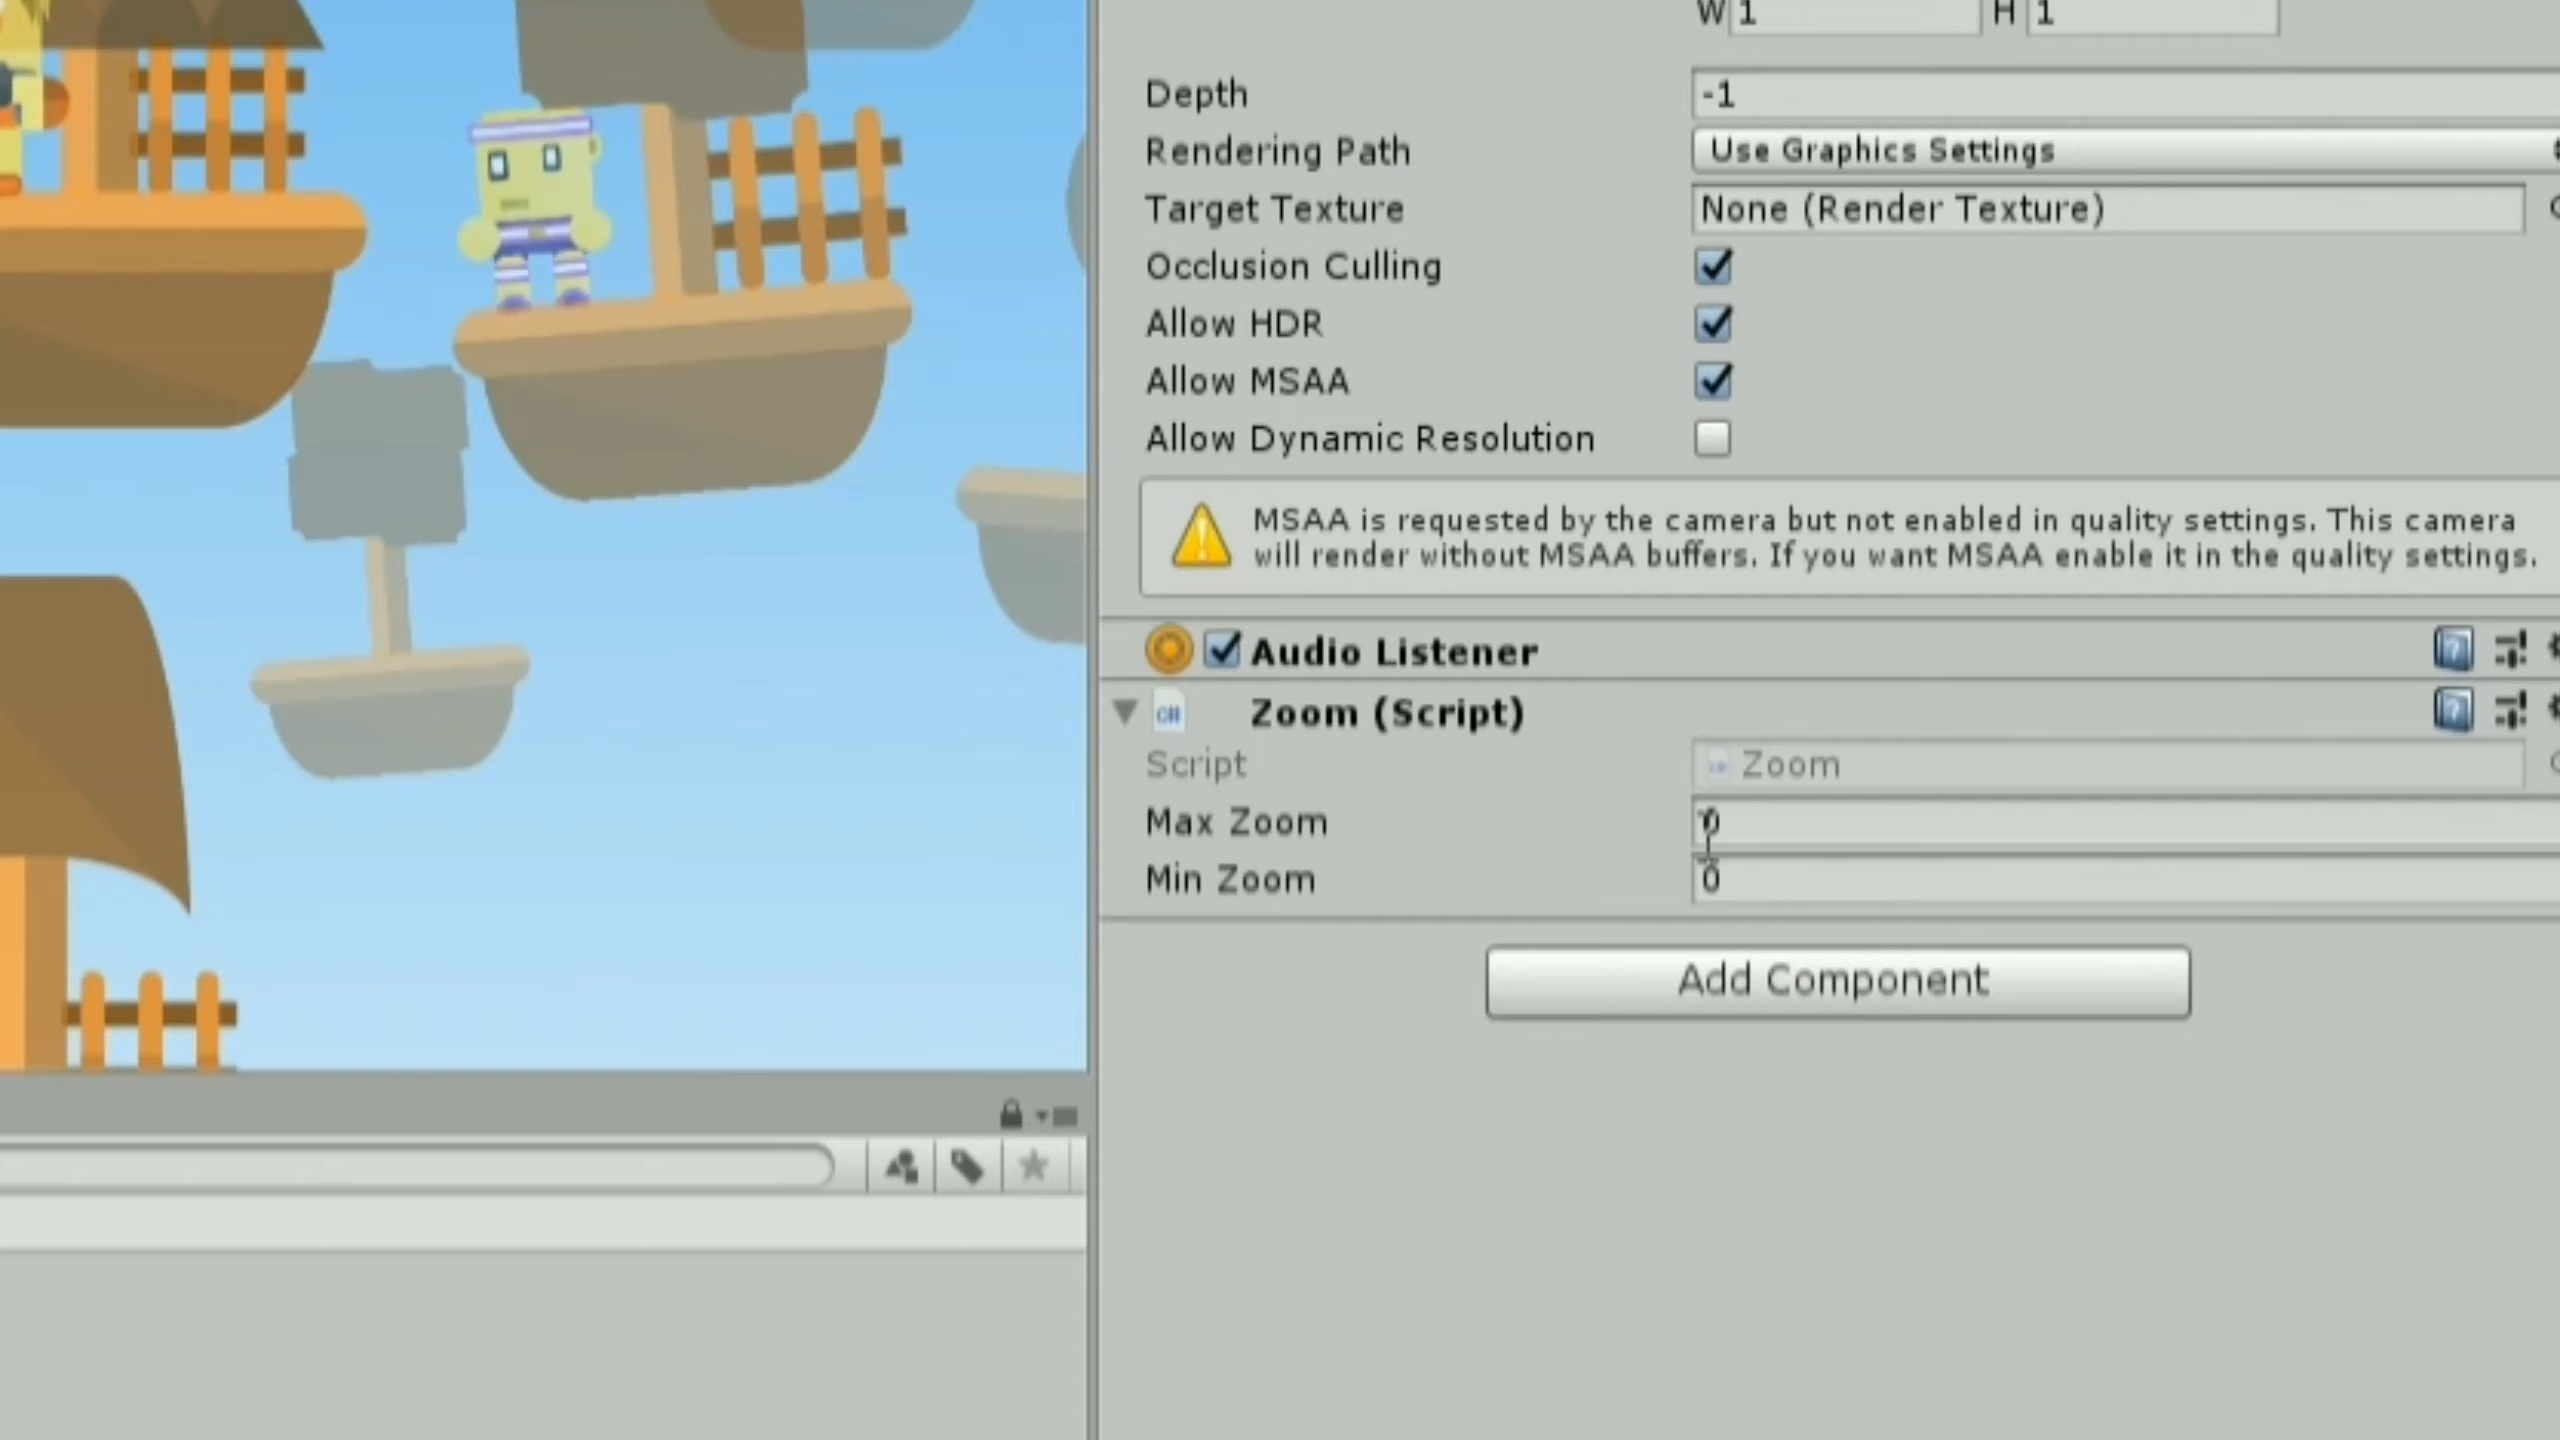 W 1 H 1
Depth -1
Rendering Path Use Graphics Settings
Target Texture None (Render Texture)
Occlusion Culling
Allow HDR
Allow MSAA
Allow Dynamic Resolution
MSAA is requested by the camera but not enabled in quality settings. This camera
will render without MSAA buffers. If you want MSAA enable it in the quality settings.
Audio Listener
C# Zoom (Script)
Script Zoom
Max Zoom 0
Min Zoom 0
Add Component